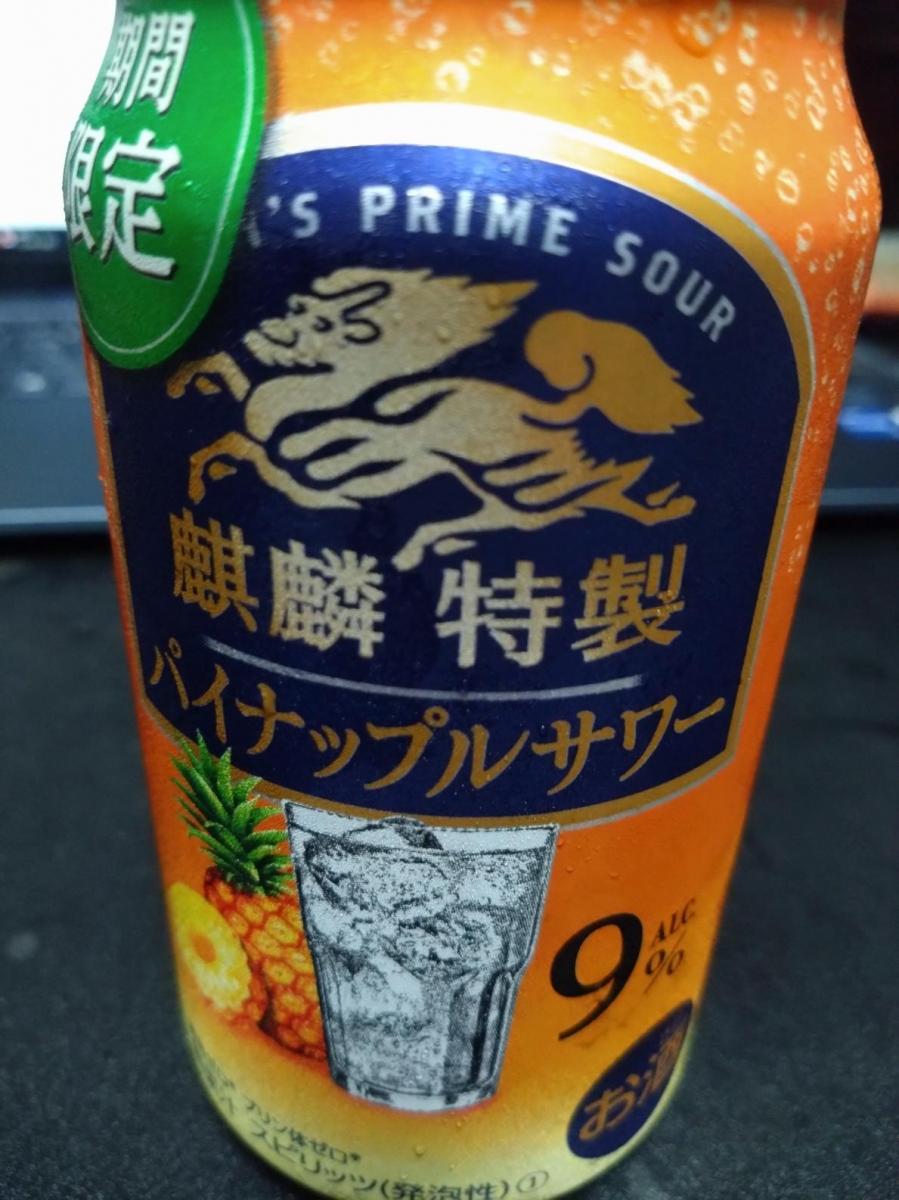 期間
限定
'S PRIME SOUR
麒麟 特製
パイナップルサワー
9 ALC.
%
お酒
プリン体ゼロ*
スピリッツ(発泡性)①